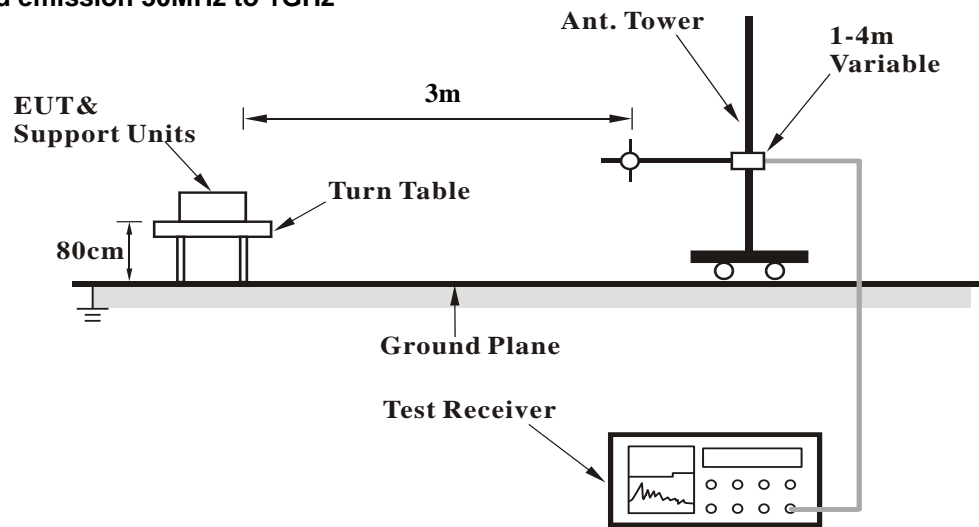 d emission 30MHz to 1GHz
Ant. Tower
1-4m
Variable
3m
EUT&
Support Units
Turn Table
80cm
Ground Plane
Test Receiver